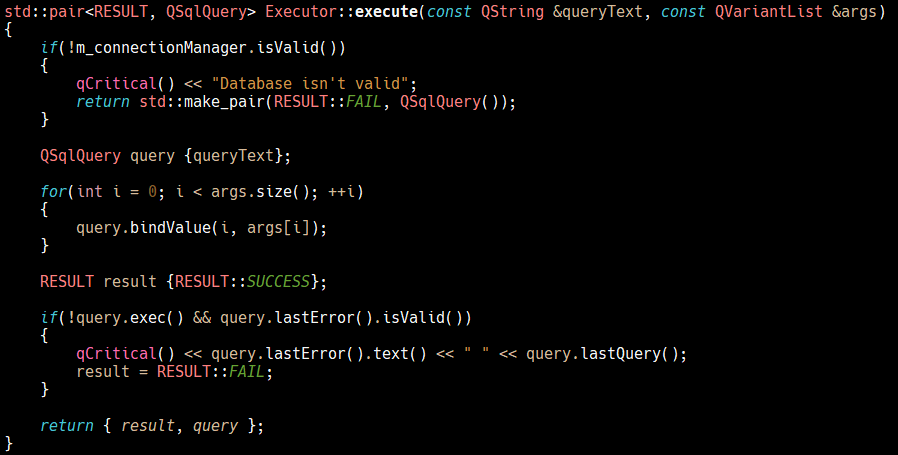 std::pair<RESULT, QSqlQuery> Executor::execute(const QString &queryText, const QVariantList &args)
{
    if(!m_connectionManager.isValid())
    {
        qCritical() << "Database isn't valid";
        return std::make_pair(RESULT::FAIL, QSqlQuery());
    }

    QSqlQuery query {queryText};

    for(int i = 0; i < args.size(); ++i)
    {
        query.bindValue(i, args[i]);
    }

    RESULT result {RESULT::SUCCESS};

    if(!query.exec() && query.lastError().isValid())
    {
        qCritical() << query.lastError().text() << " " << query.lastQuery();
        result = RESULT::FAIL;
    }

    return { result, query };
}